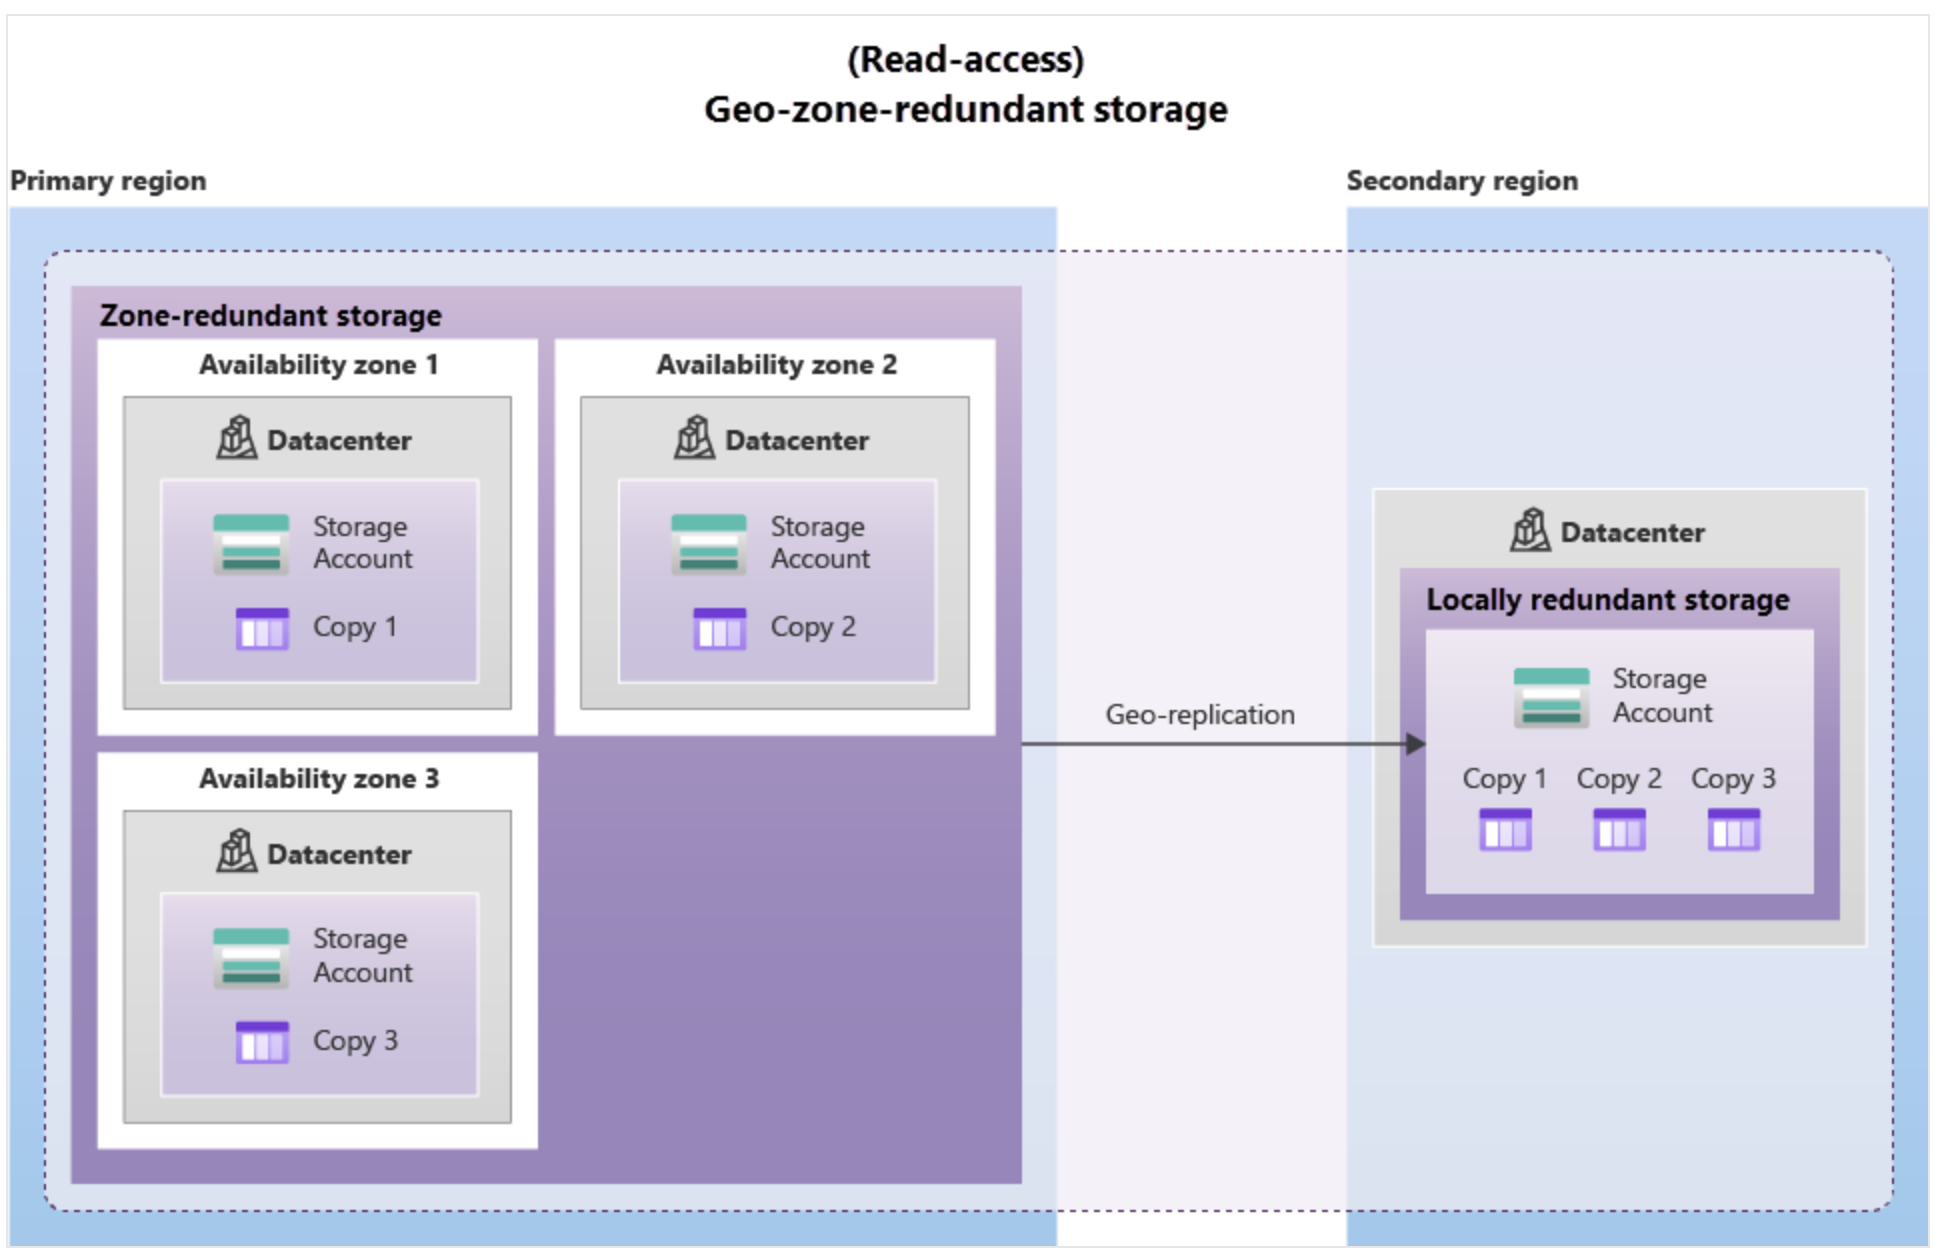 (Read-access)
Geo-zone-redundant storage
Primary region
Secondary region
Zone-redundant storage
Availability zone 1
Datacenter
Storage
Account
Copy 1
Availability zone 2
Datacenter
Storage
Account
Copy 2
Availability zone 3
Datacenter
Storage
Account
Copy 3
Geo-replication
Datacenter
Locally redundant storage
Storage
Account
Copy 1 Copy 2 Copy 3